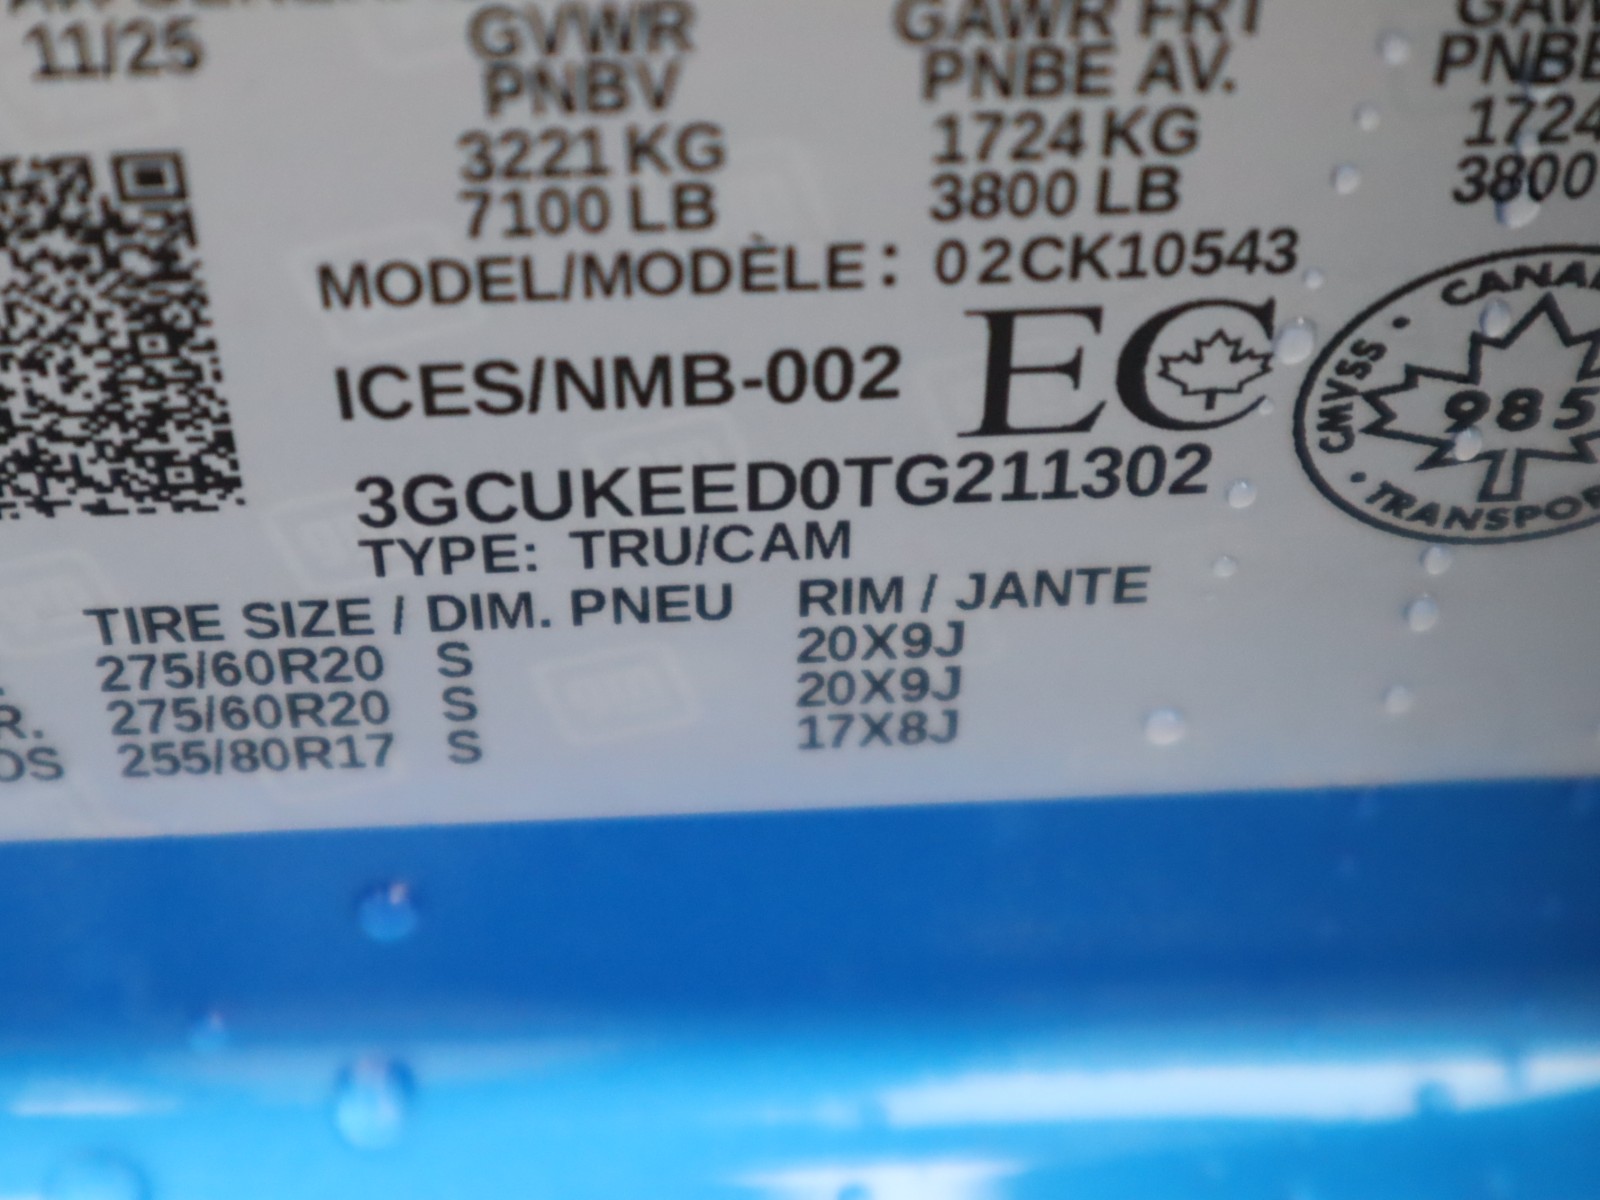 11/25
GVWR
PNBV
3221 KG
7100 LB
GAWR FRT
PNBE AV.
1724 KG
3800 LB
PNBE
1724
3800
MODEL/MODÈLE: 02CK10543
ICES/NMB-002
EC
CANA
CMVSS
985
TRANSPOR
3GCUKEED0TG211302
TYPE: TRU/CAM
TIRE SIZE / DIM. PNEU RIM / JANTE
275/60R20 S 20X9J
R. 275/60R20 S 20X9J
OS 255/80R17 S 17X8J